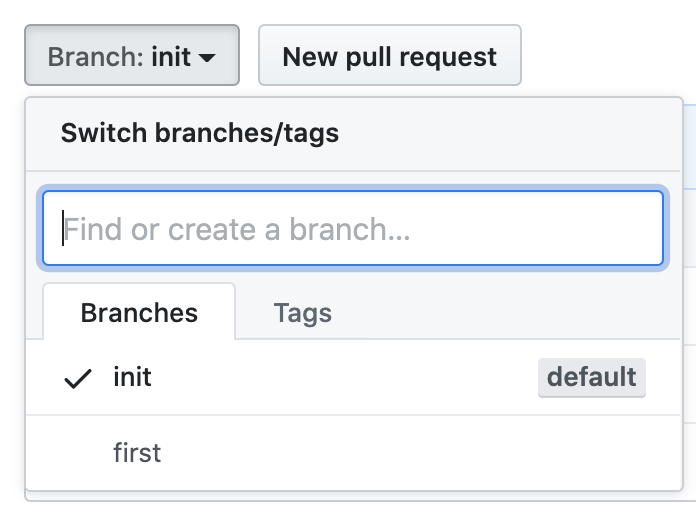 Branch: init New pull request
Switch branches/tags
Find or create a branch...
Branches Tags
init default
first